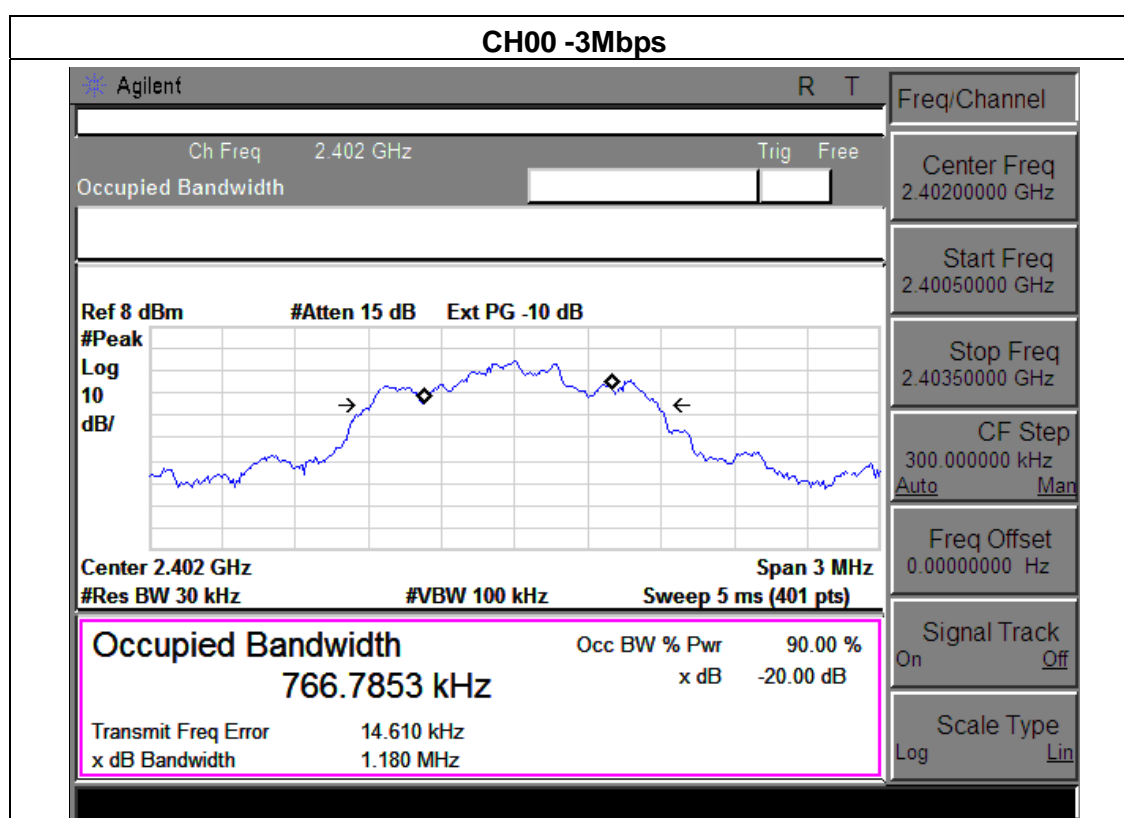 CH00 -3Mbps
Agilent R T
Freq/Channel
Ch Freq 2.402 GHz Trig Free
Occupied Bandwidth
Center Freq
2.40200000 GHz
Start Freq
2.40050000 GHz
Stop Freq
2.40350000 GHz
CF Step
300.000000 kHz
Auto Man
Freq Offset
0.00000000 Hz
Signal Track
On Off
Scale Type
Log Lin
Ref 8 dBm #Atten 15 dB Ext PG -10 dB
#Peak
Log
10
dB/
Center 2.402 GHz Span 3 MHz
#Res BW 30 kHz #VBW 100 kHz Sweep 5 ms (401 pts)
Occupied Bandwidth Occ BW % Pwr 90.00 %
766.7853 kHz x dB -20.00 dB
Transmit Freq Error 14.610 kHz
x dB Bandwidth 1.180 MHz